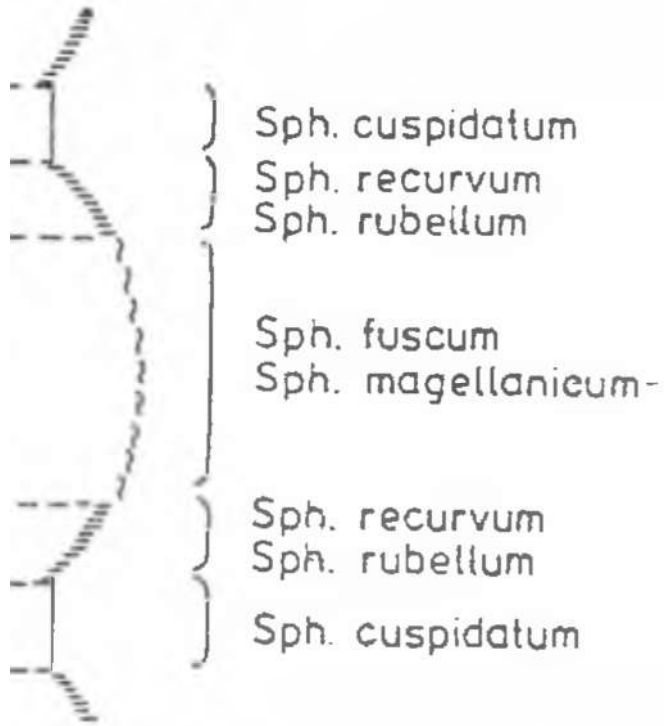 Sph. cuspidatum
Sph. recurvum
Sph. rubellum
Sph. fuscum
Sph. magellanicum-
Sph. recurvum
Sph. rubellum
Sph. cuspidatum